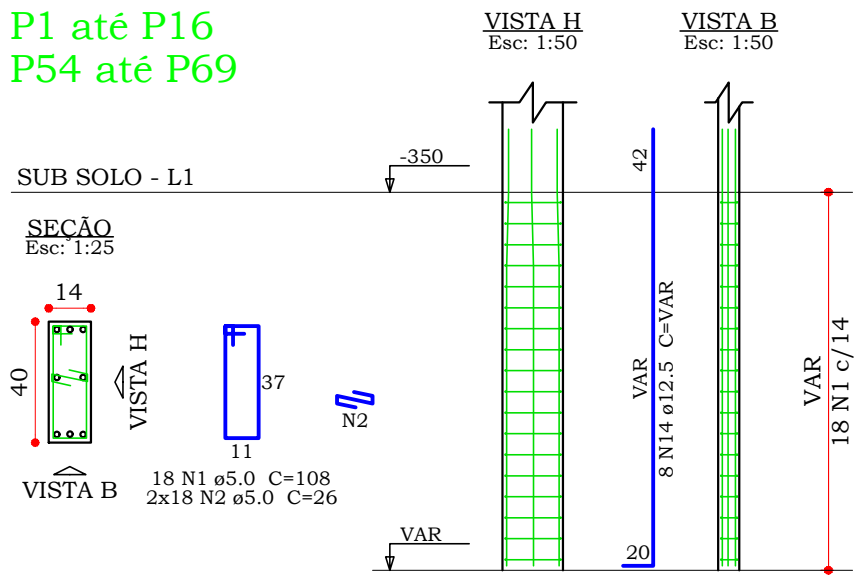 P1 até P16
P54 até P69
VISTA H
Esc: 1:50
VISTA B
Esc: 1:50
-350
SUB SOLO - L1
42
SEÇÃO
Esc: 1:25
14
40
VISTA H
VISTA B
37
11
N2
18 N1 ø5.0 C=108
2x18 N2 ø5.0 C=26
VAR
8 N14 ø12.5 C=VAR
VAR
18 N1 c/14
VAR
20